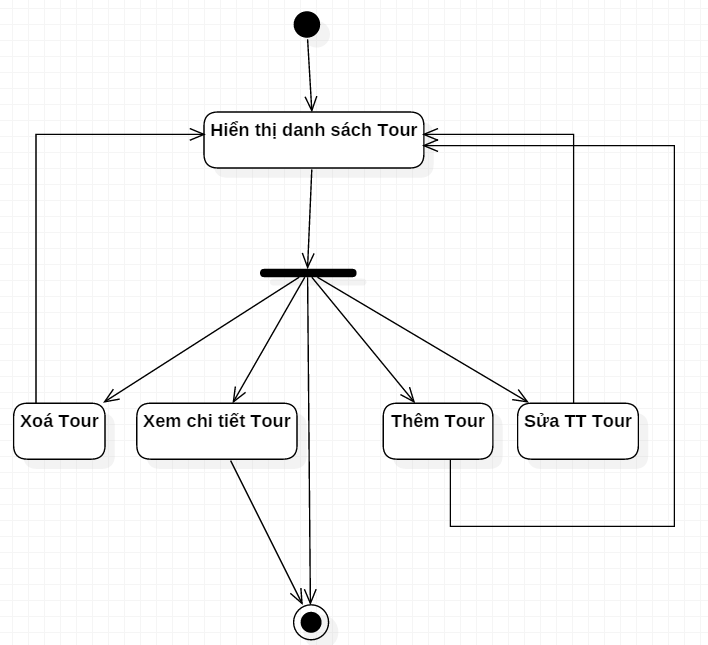 Hiển thị danh sách Tour
Xoá Tour
Xem chi tiết Tour
Thêm Tour
Sửa TT Tour